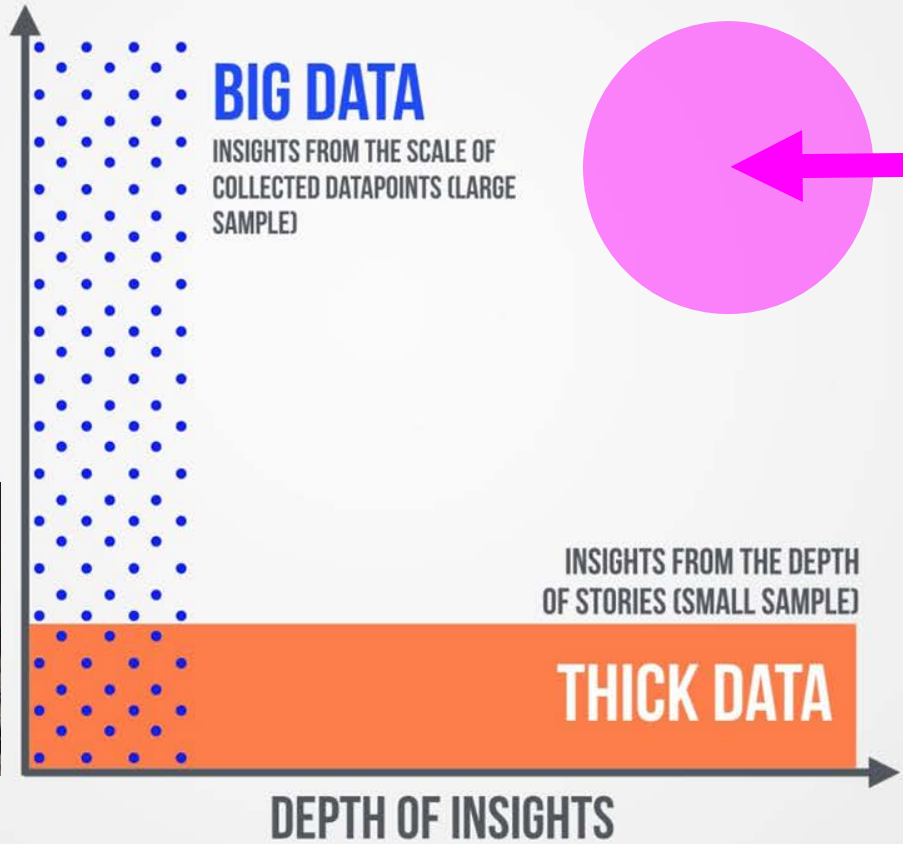 BIG DATA
INSIGHTS FROM THE SCALE OF
COLLECTED DATAPOINTS (LARGE
SAMPLE)
INSIGHTS FROM THE DEPTH
OF STORIES (SMALL SAMPLE)
THICK DATA
DEPTH OF INSIGHTS